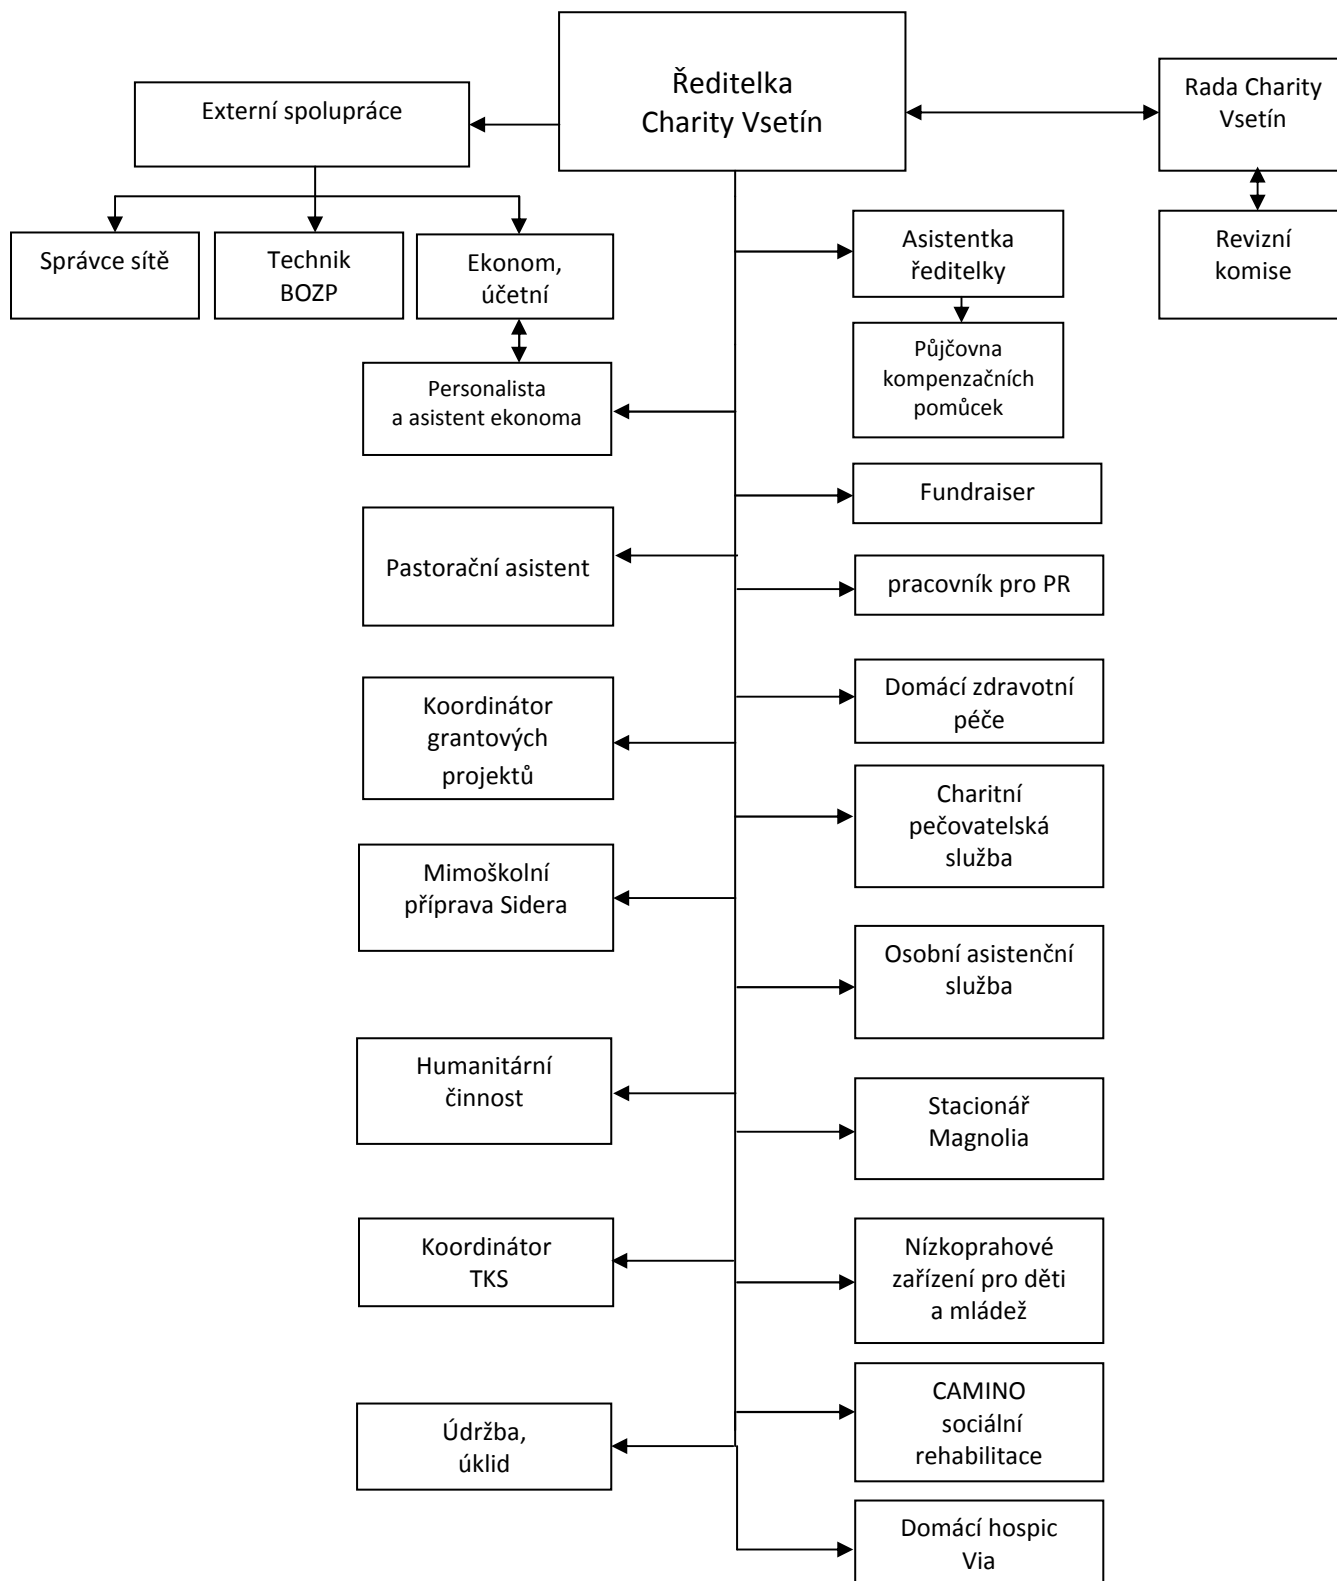 Ředitelka
Charity Vsetín
Externí spolupráce
Rada Charity
Vsetín
Správce sítě
Technik
BOZP
Ekonom,
účetní
Asistentka
ředitelky
Revizní
komise
Půjčovna
kompenzačních
pomůcek
Personalista
a asistent ekonoma
Fundraiser
Pastorační asistent
pracovník pro PR
Domácí zdravotní
péče
Koordinátor
grantových
projektů
Charitní
pečovatelská
služba
Mimoškolní
příprava Sidera
Osobní asistenční
služba
Humanitární
činnost
Stacionář
Magnolia
Koordinátor
TKS
Nízkoprahové
zařízení pro děti
a mládež
CAMINO
sociální
rehabilitace
Údržba,
úklid
Domácí hospic
Via